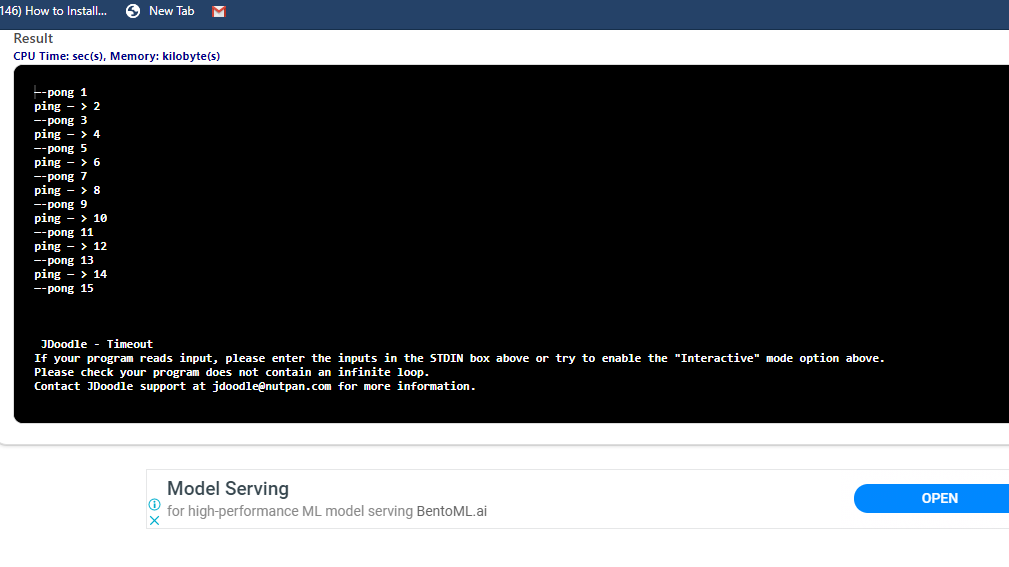 146) How to Install... New Tab
Result
CPU Time: sec(s), Memory: kilobyte(s)
——pong 1
ping — > 2
——pong 3
ping — > 4
——pong 5
ping — > 6
——pong 7
ping — > 8
——pong 9
ping — > 10
——pong 11
ping — > 12
——pong 13
ping — > 14
——pong 15
JDoodle - Timeout
If your program reads input, please enter the inputs in the STDIN box above or try to enable the "Interactive" mode option above.
Please check your program does not contain an infinite loop.
Contact JDoodle support at jdoodle@nutpan.com for more information.
Model Serving
for high-performance ML model serving BentoML.ai
OPEN